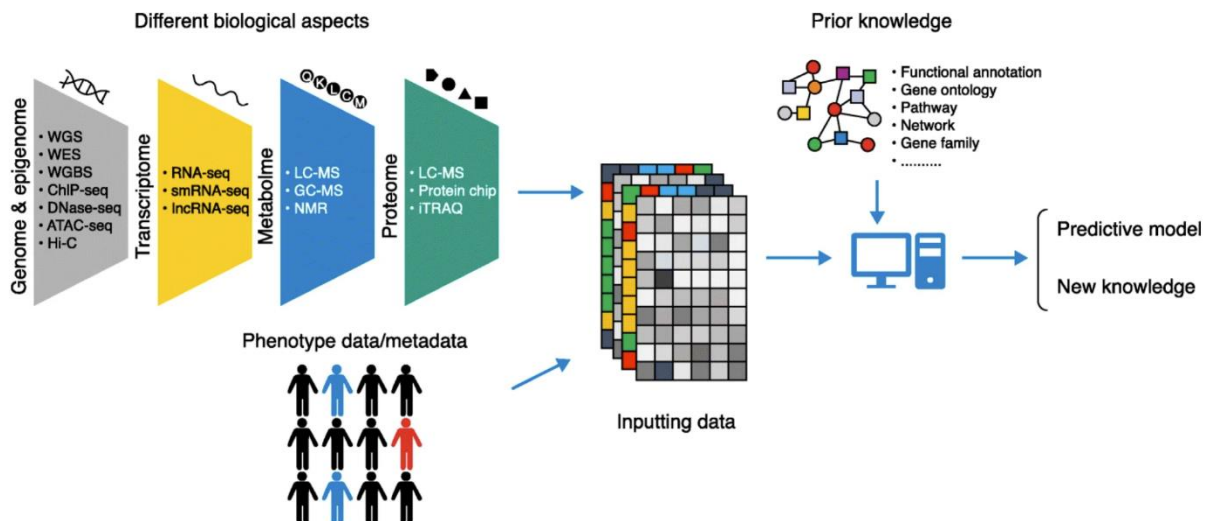 Different biological aspects
Prior knowledge
Genome & epigenome
• WGS
• WES
• WGBS
• ChIP-seq
• DNase-seq
• ATAC-seq
• Hi-C
Transcriptome
• RNA-seq
• smRNA-seq
• lncRNA-seq
Metabolme
Q K L C M
• LC-MS
• GC-MS
• NMR
Proteome
• LC-MS
• Protein chip
• iTRAQ
• Functional annotation
• Gene ontology
• Pathway
• Network
• Gene family
• ..........
Predictive model
New knowledge
Phenotype data/metadata
Inputting data